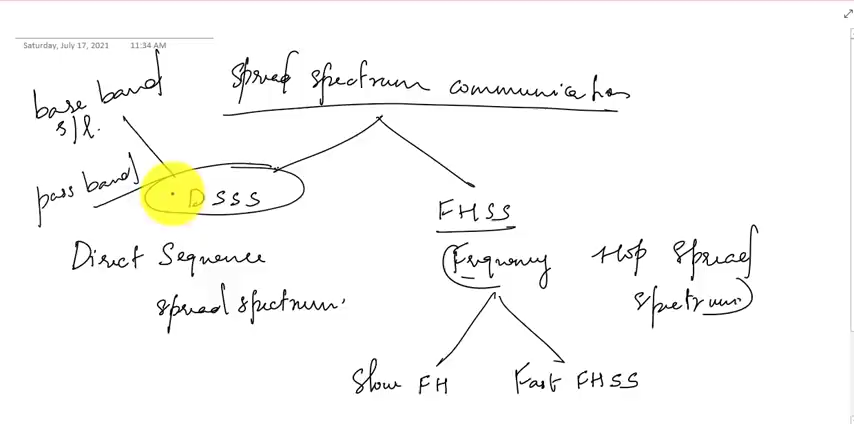 Saturday, July 17, 2021 11:34 AM
Spread Spectrum communication
base band
s/l.
pass band
DSSS
FHSS
Direct Sequence
Spread Spectrum.
(Frequency Hop Spread
Spectrum)
Slow FH
Fast FHSS